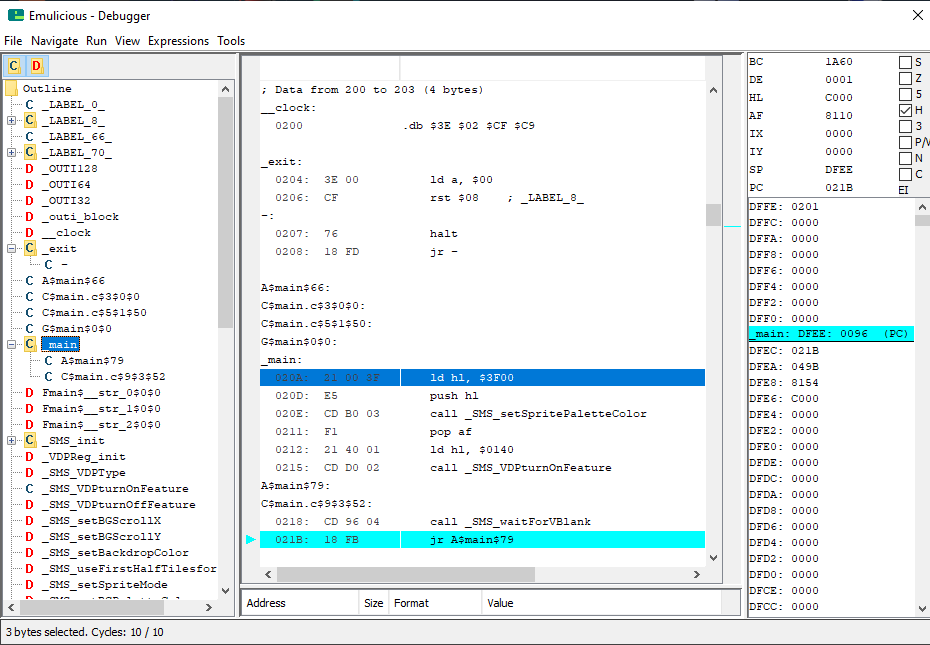 Emulicious - Debugger
File Navigate Run View Expressions Tools
C D
Outline
C _LABEL_0_
C _LABEL_8_
C _LABEL_66_
C _LABEL_70_
D _OUTI128
D _OUTI64
D _OUTI32
D _outi_block
D __clock
C _exit
C -
C A$main$66
C C$main.c$3$0$0
C C$main.c$5$1$50
C G$main$0$0
C _main
C A$main$79
C C$main.c$9$3$52
D Fmain$__str_0$0$0
D Fmain$__str_1$0$0
D Fmain$__str_2$0$0
C _SMS_init
D _VDPReg_init
D _SMS_VDPType
C _SMS_VDPturnOnFeature
D _SMS_VDPturnOffFeature
D _SMS_setBGScrollX
D _SMS_setBGScrollY
D _SMS_setBackdropColor
D _SMS_useFirstHalfTilesfor
D _SMS_setSpriteMode
; Data from 200 to 203 (4 bytes)
__clock:
0200 .db $3E $02 $CF $C9
_exit:
0204: 3E 00 ld a, $00
0206: CF rst $08 ; _LABEL_8_
-:
0207: 76 halt
0208: 18 FD jr -
A$main$66:
C$main.c$3$0$0:
C$main.c$5$1$50:
G$main$0$0:
_main:
020A: 21 00 3F ld hl, $3F00
020D: E5 push hl
020E: CD B0 03 call _SMS_setSpritePaletteColor
0211: F1 pop af
0212: 21 40 01 ld hl, $0140
0215: CD D0 02 call _SMS_VDPturnOnFeature
A$main$79:
C$main.c$9$3$52:
0218: CD 96 04 call _SMS_waitForVBlank
021B: 18 FB jr A$main$79
Address Size Format Value
BC 1A60 S
DE 0001 Z
HL C000 5
AF 8110 H
IX 0000 3
IY 0000 P/V
SP DFEE N
PC 021B C
EI
DFFE: 0201
DFFC: 0000
DFFA: 0000
DFF8: 0000
DFF6: 0000
DFF4: 0000
DFF2: 0000
DFF0: 0000
_main: DFEE: 0096 (PC)
DFEC: 021B
DFEA: 049B
DFE8: 8154
DFE6: C000
DFE4: 0000
DFE2: 0000
DFE0: 0000
DFDE: 0000
DFDC: 0000
DFDA: 0000
DFD8: 0000
DFD6: 0000
DFD4: 0000
DFD2: 0000
DFD0: 0000
DFCE: 0000
DFCC: 0000
3 bytes selected. Cycles: 10 / 10